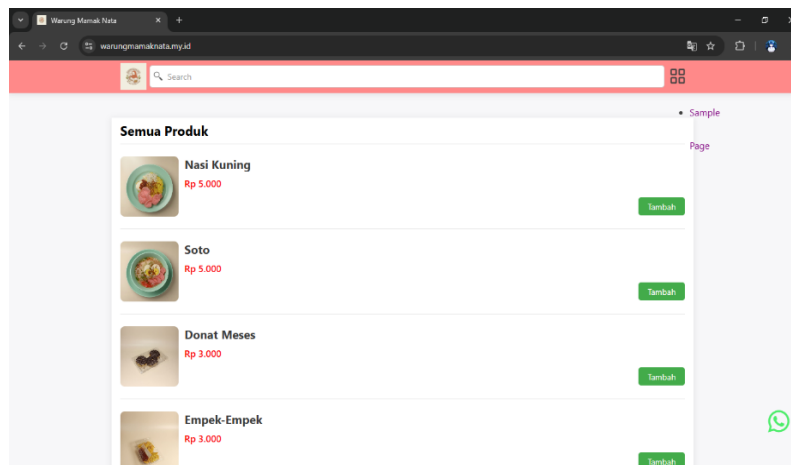 Warung Mamak Nata
warungmamaknata.my.id
Search
Sample
Page
Semua Produk
Nasi Kuning
Rp 5.000
Tambah
Soto
Rp 5.000
Tambah
Donat Meses
Rp 3.000
Tambah
Empek-Empek
Rp 3.000
Tambah